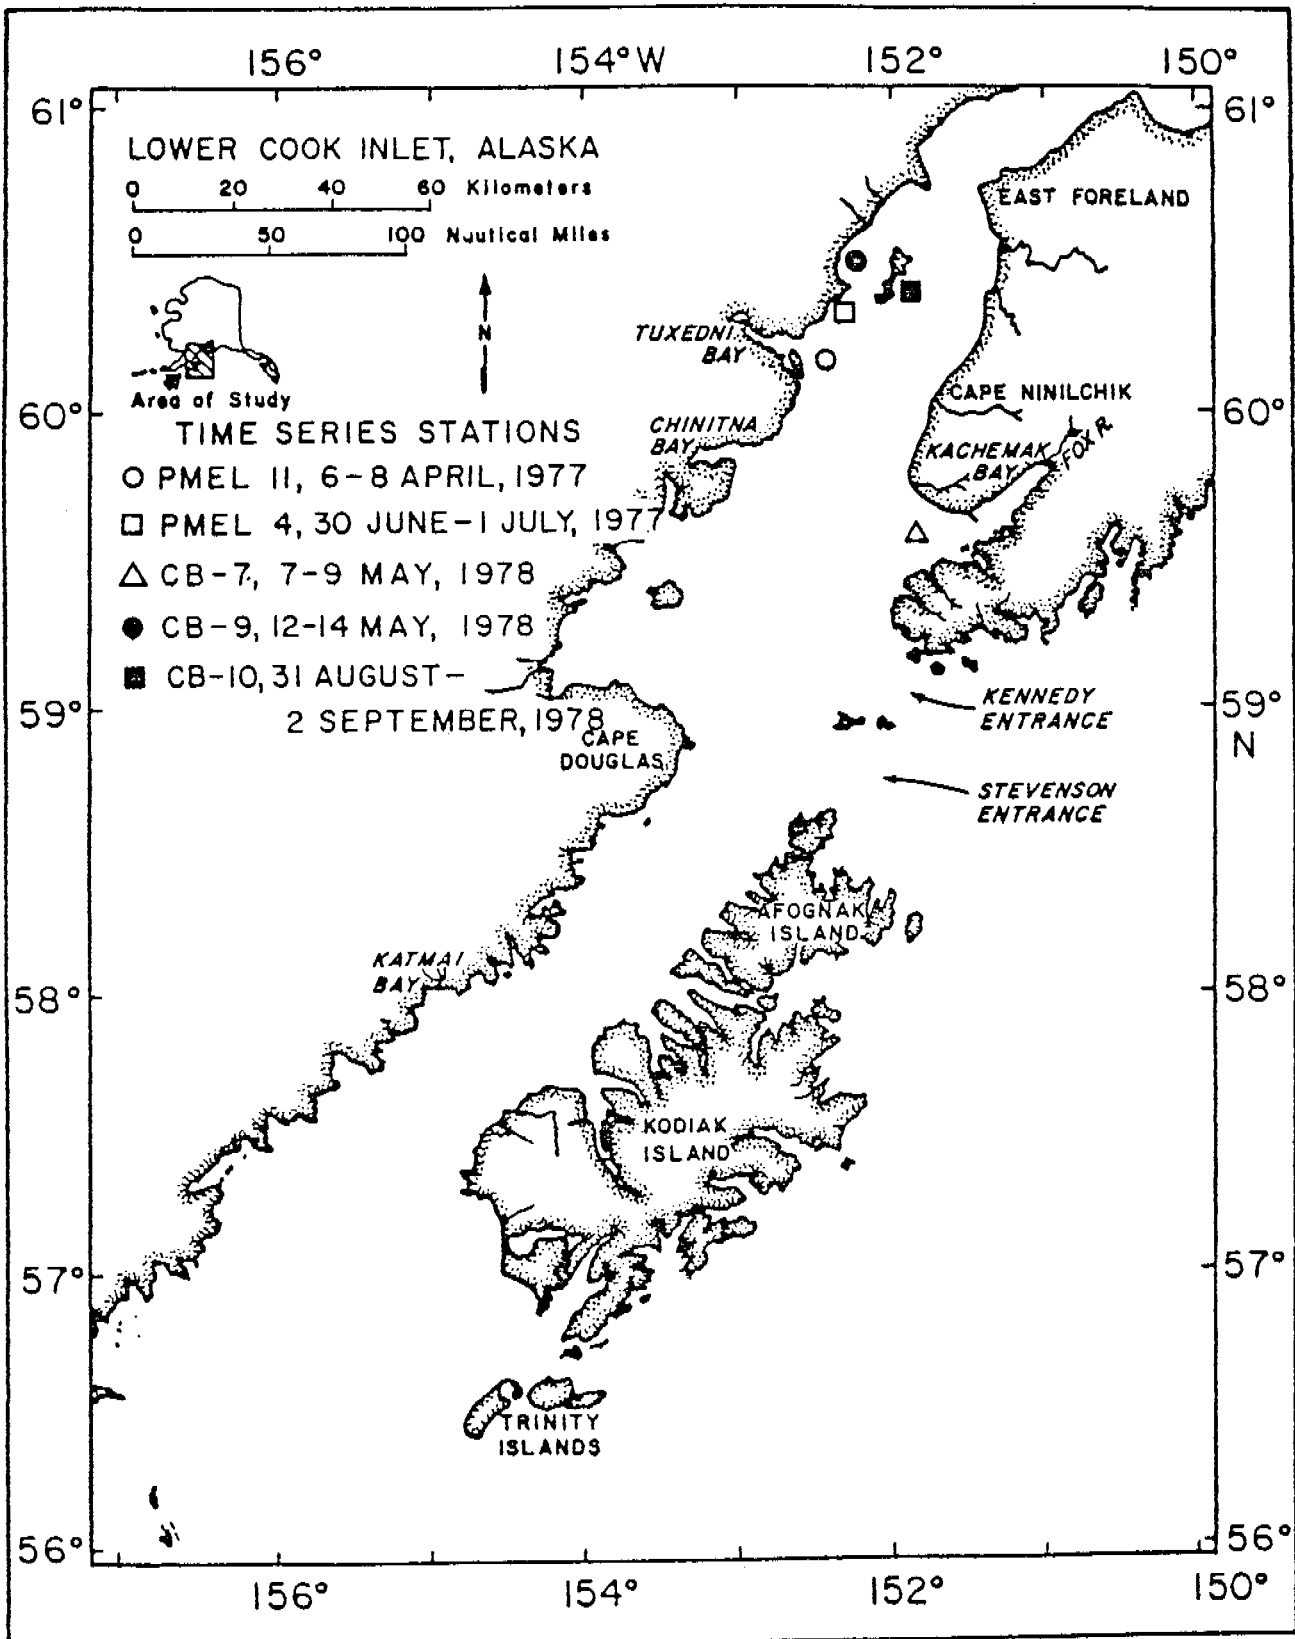 156° 154°W 152° 150°
61° 61°
LOWER COOK INLET, ALASKA
0 20 40 60 Kilometers
0 50 100 Nautical Miles
EAST FORELAND
N
TUXEDNI
BAY
Area of Study
CAPE NINILCHIK
60° 60°
TIME SERIES STATIONS
CHINITNA
BAY
KACHEMAK
BAY
FOX R.
PMEL 11, 6-8 APRIL, 1977
PMEL 4, 30 JUNE-1 JULY, 1977
CB-7, 7-9 MAY, 1978
CB-9, 12-14 MAY, 1978
CB-10, 31 AUGUST-
2 SEPTEMBER, 1978
59° 59°
N
KENNEDY
ENTRANCE
CAPE
DOUGLAS
STEVENSON
ENTRANCE
AFOGNAK
ISLAND
KATMAI
BAY
58° 58°
KODIAK
ISLAND
57° 57°
TRINITY
ISLANDS
56° 56°
156° 154° 152° 150°